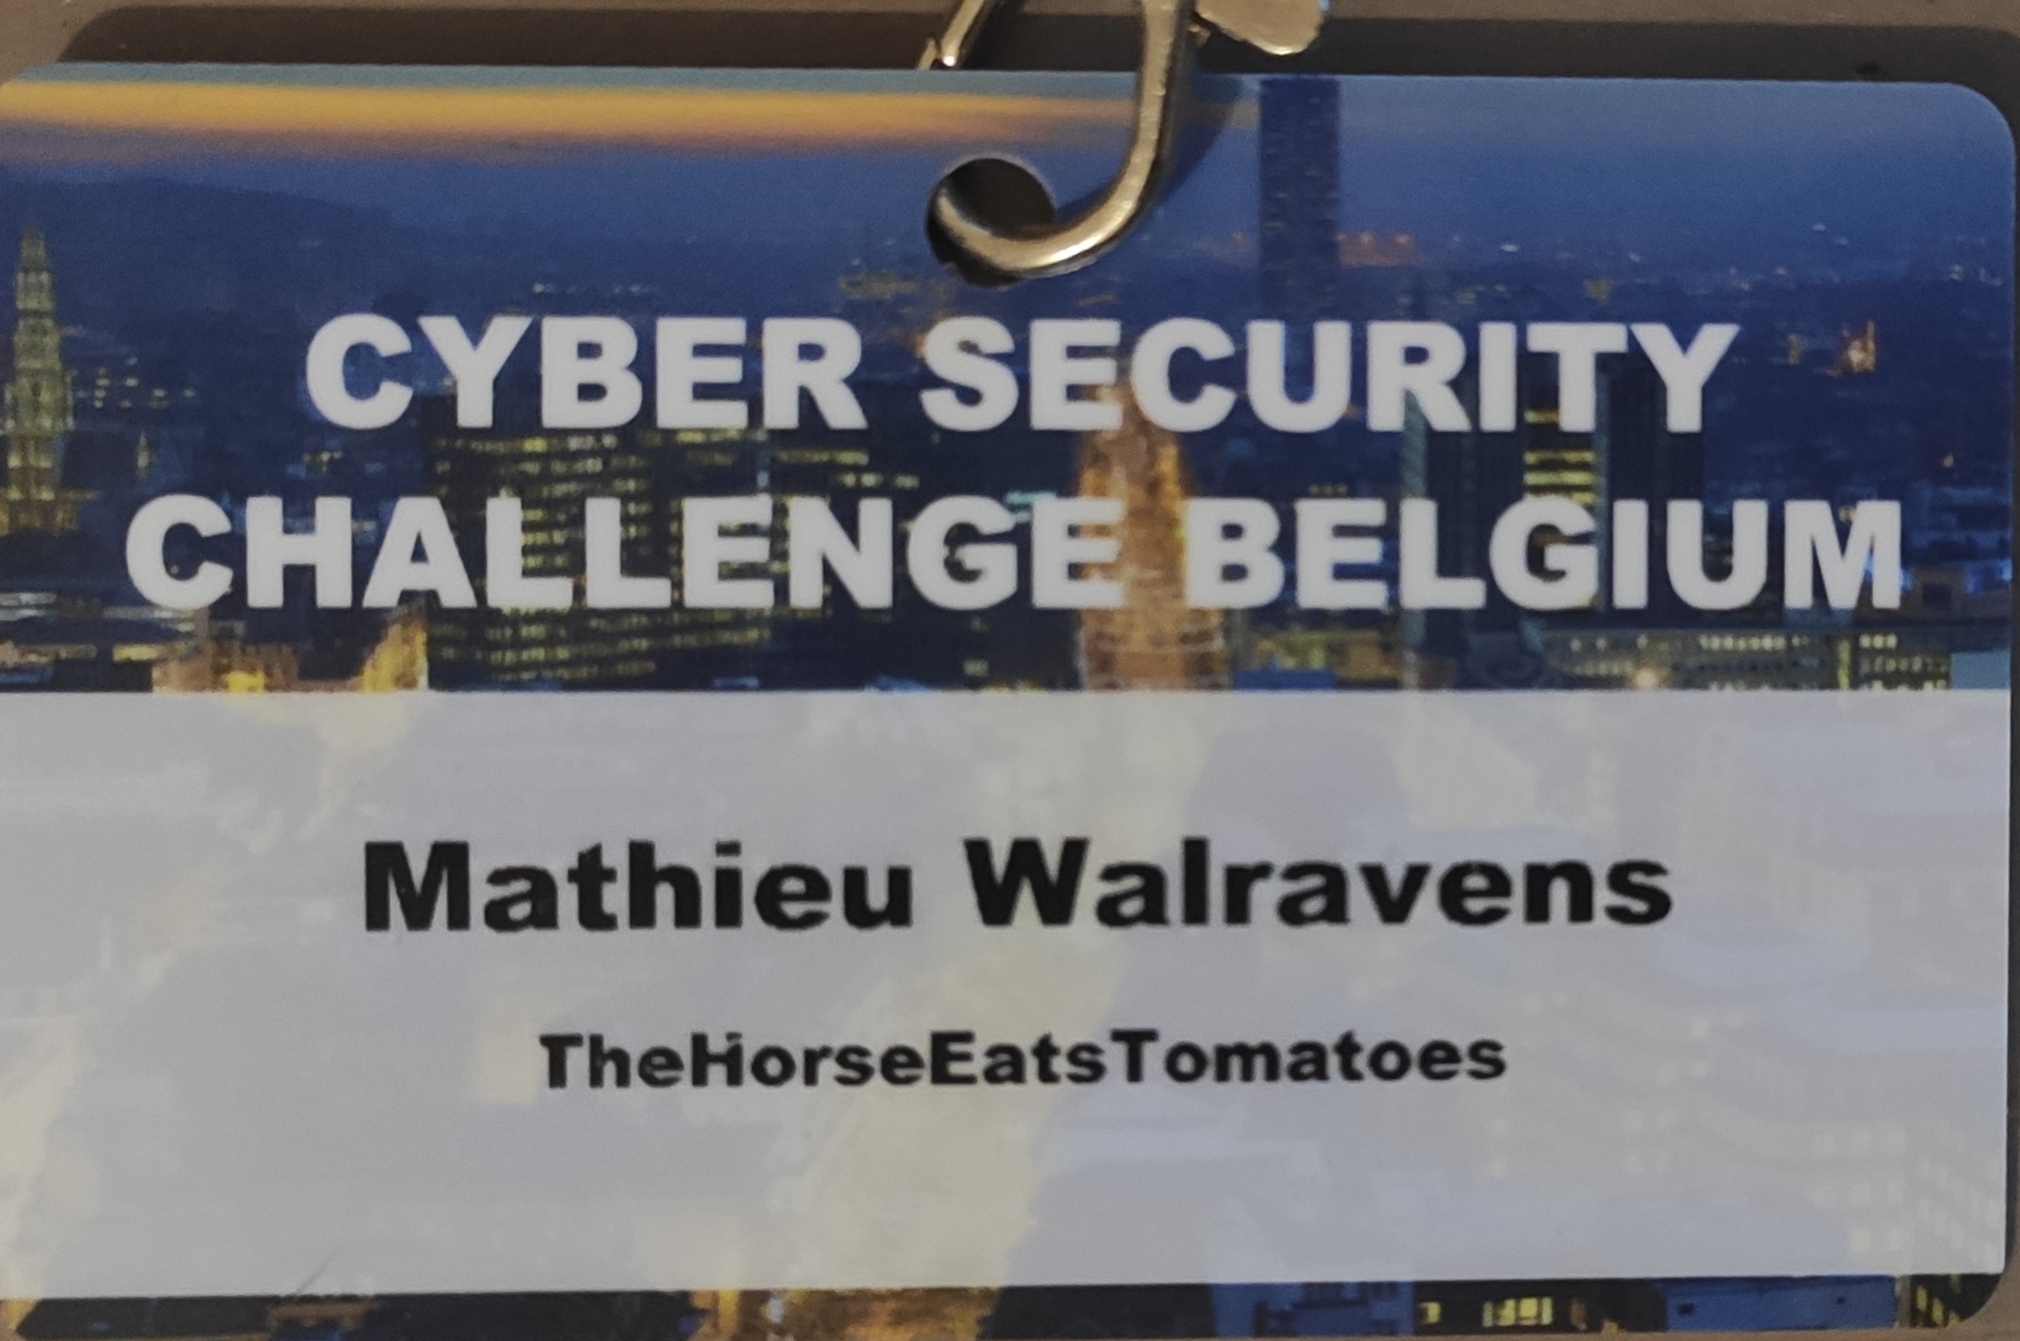 CYBER SECURITY
CHALLENGE BELGIUM
Mathieu Walravens
TheHorseEatsTomatoes